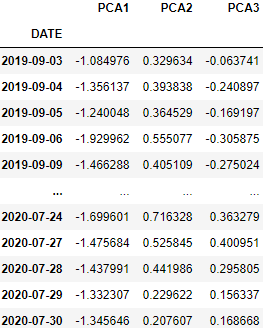 PCA1 PCA2 PCA3
DATE
2019-09-03 -1.084976 0.329634 -0.063741
2019-09-04 -1.356137 0.393838 -0.240897
2019-09-05 -1.240048 0.364529 -0.169197
2019-09-06 -1.929962 0.555077 -0.305875
2019-09-09 -1.466288 0.405109 -0.275024
... ... ... ...
2020-07-24 -1.699601 0.716328 0.363279
2020-07-27 -1.475684 0.525845 0.400951
2020-07-28 -1.437991 0.441986 0.295805
2020-07-29 -1.332307 0.229622 0.156337
2020-07-30 -1.345646 0.207607 0.168668